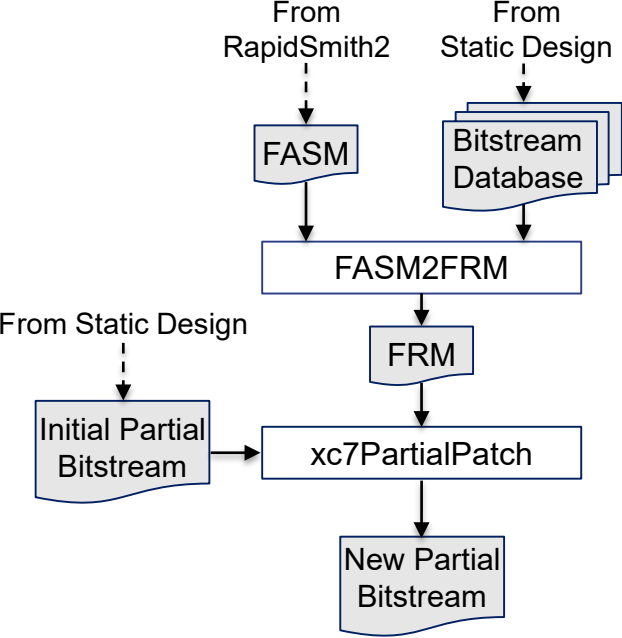 From
RapidSmith2
From
Static Design
FASM
Bitstream
Database
FASM2FRM
From Static Design
FRM
Initial Partial
Bitstream
xc7PartialPatch
New Partial
Bitstream